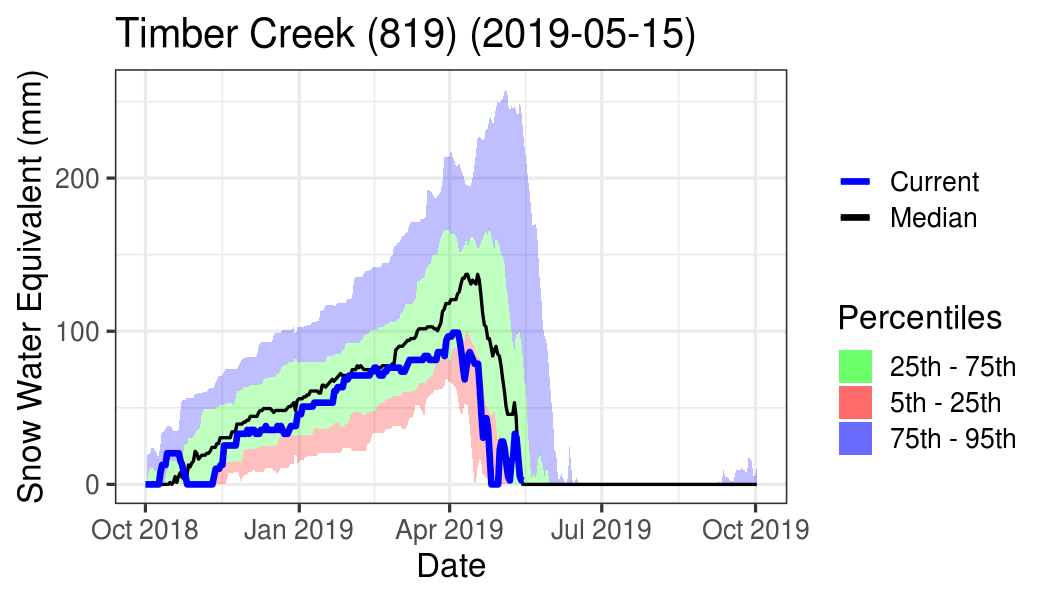 Timber Creek (819) (2019-05-15)
Snow Water Equivalent (mm)
200
100
0
Oct 2018
Jan 2019
Apr 2019
Jul 2019
Oct 2019
Date
Current
Median
Percentiles
25th - 75th
5th - 25th
75th - 95th